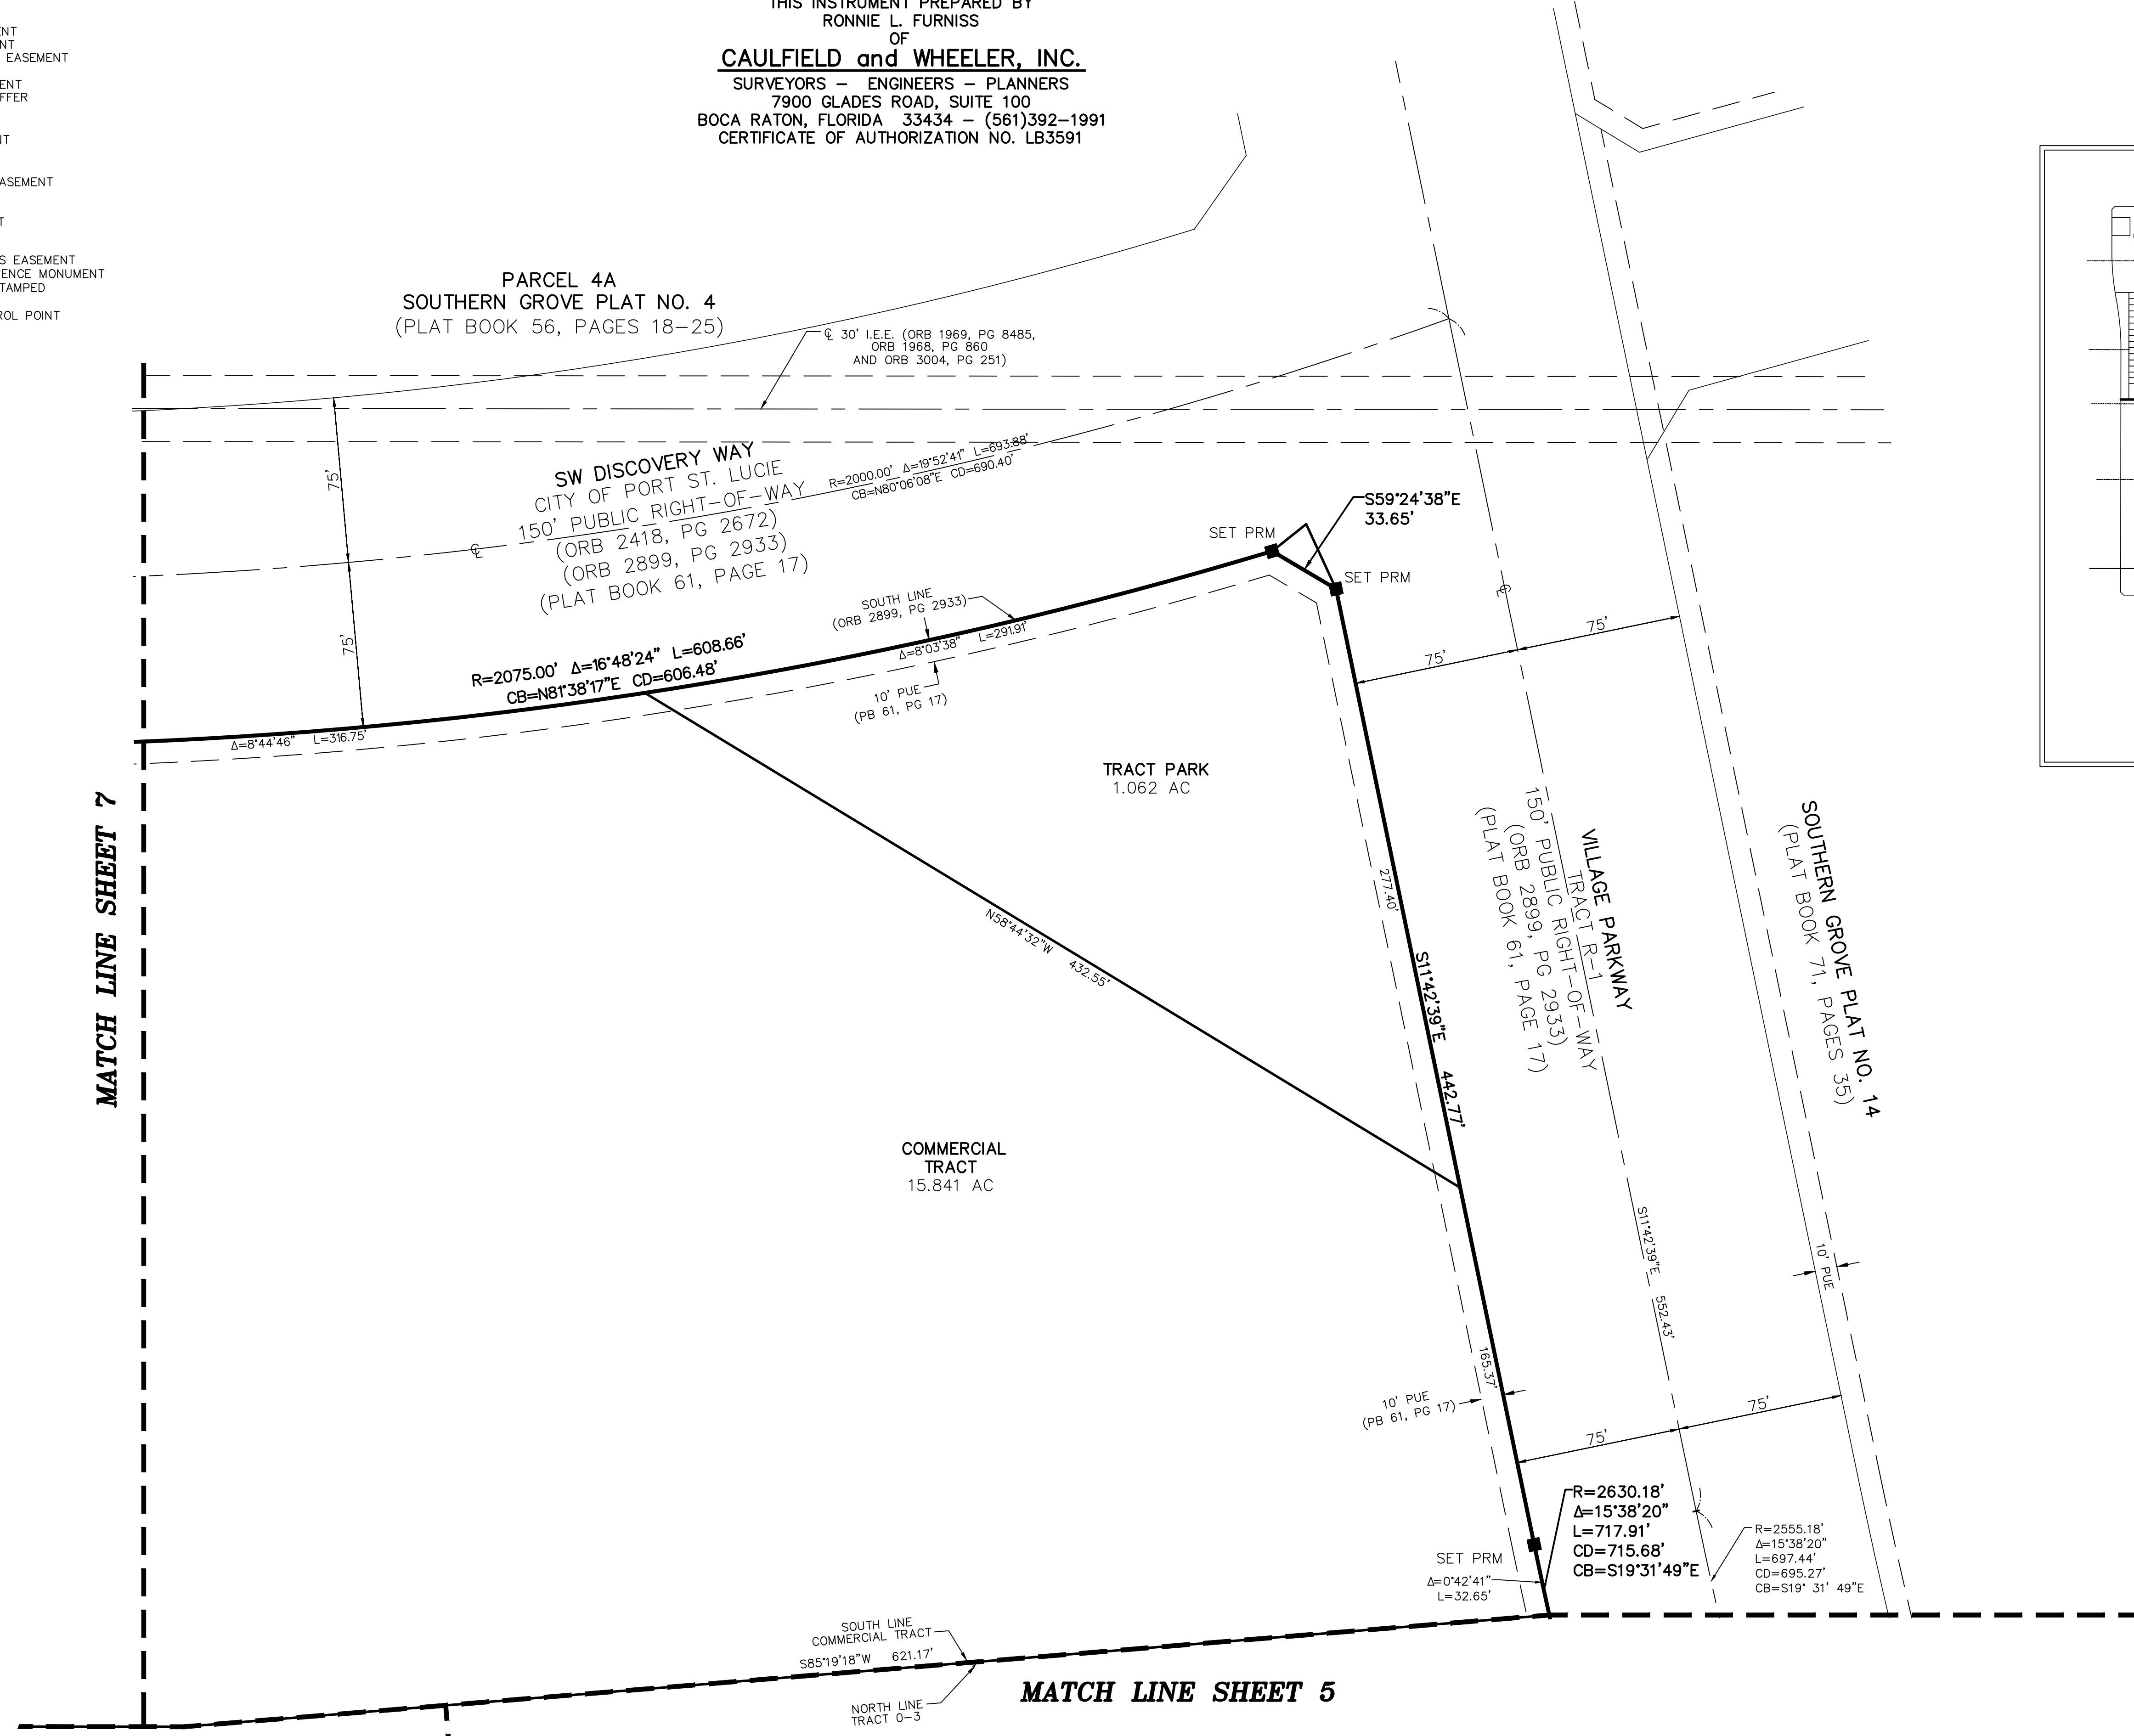 THIS INSTRUMENT PREPARED BY
RONNIE L. FURNISS
OF
CAULFIELD and WHEELER, INC.
SURVEYORS – ENGINEERS – PLANNERS
7900 GLADES ROAD, SUITE 100
BOCA RATON, FLORIDA 33434 – (561)392–1991
CERTIFICATE OF AUTHORIZATION NO. LB3591
EASEMENT
S EASEMENT
ENCE MONUMENT
TAMPED
ROL POINT
PARCEL 4A
SOUTHERN GROVE PLAT NO. 4
(PLAT BOOK 56, PAGES 18–25)
℄ 30' I.E.E. (ORB 1969, PG 8485,
ORB 1968, PG 860
AND ORB 3004, PG 251)
75'
75'
SW DISCOVERY WAY
CITY OF PORT ST. LUCIE
150' PUBLIC RIGHT–OF–WAY
(ORB 2418, PG 2672)
(ORB 2899, PG 2933)
(PLAT BOOK 61, PAGE 17)
℄
R=2000.00' Δ=19°52'41" L=693.88'
CB=N80°06'08"E CD=690.40'
S59°24'38"E
33.65'
SET PRM
SET PRM
SOUTH LINE
(ORB 2899, PG 2933)
Δ=8°03'38" L=291.91'
R=2075.00' Δ=16°48'24" L=608.66'
CB=N81°38'17"E CD=606.48'
10' PUE
(PB 61, PG 17)
Δ=8°44'46" L=316.75'
℄
75'
75'
TRACT PARK
1.062 AC
MATCH LINE SHEET 7
N58°44'32"W 432.55'
277.40'
S11°42'39"E 442.77'
VILLAGE PARKWAY
TRACT R–1
150' PUBLIC RIGHT–OF–WAY
(ORB 2899, PG 2933)
(PLAT BOOK 61, PAGE 17)
SOUTHERN GROVE PLAT NO. 14
(PLAT BOOK 71, PAGES 35)
COMMERCIAL
TRACT
15.841 AC
S11°42'39"E 552.43'
10' PUE
165.37'
10' PUE
(PB 61, PG 17)
75'
75'
R=2630.18'
Δ=15°38'20"
L=717.91'
CD=715.68'
CB=S19°31'49"E
R=2555.18'
Δ=15°38'20"
L=697.44'
CD=695.27'
CB=S19° 31' 49"E
SET PRM
Δ=0°42'41"
L=32.65'
SOUTH LINE
COMMERCIAL TRACT
S85°19'18"W 621.17'
NORTH LINE
TRACT O–3
MATCH LINE SHEET 5